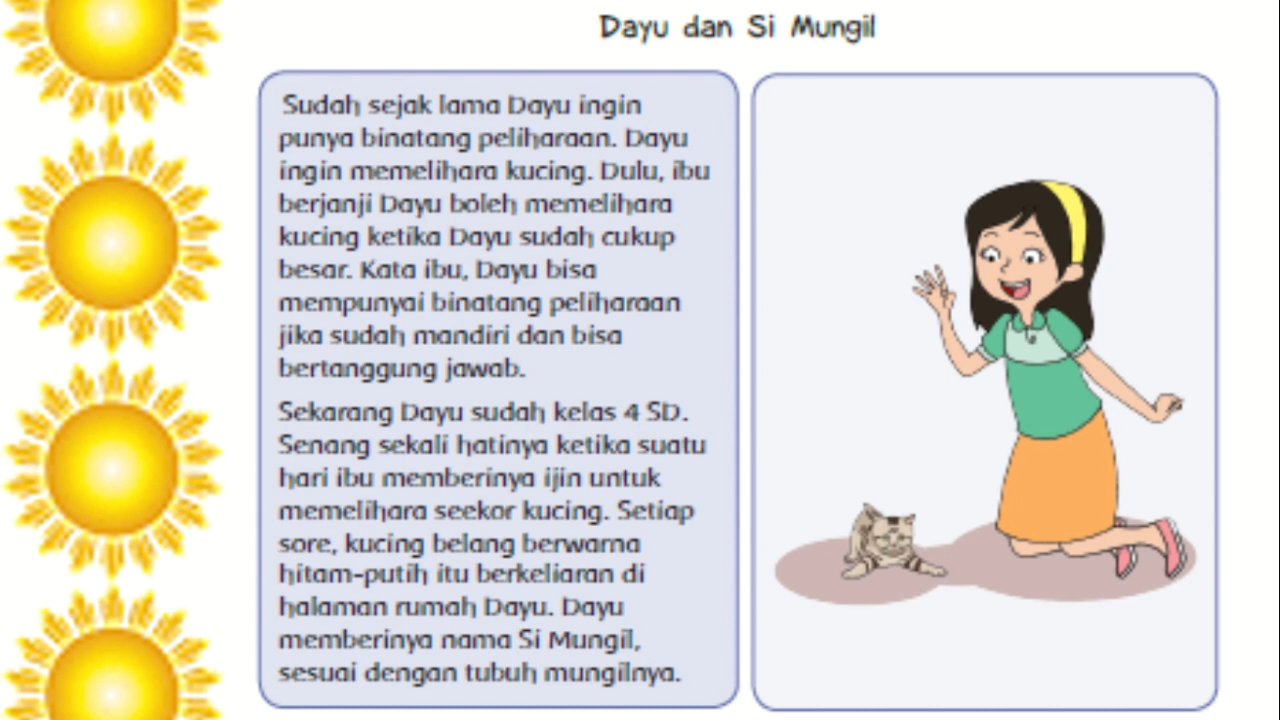 Dayu dan Si Mungil
Sudah sejak lama Dayu ingin
punya binatang peliharaan. Dayu
ingin memelihara kucing. Dulu, ibu
berjanji Dayu boleh memelihara
kucing ketika Dayu sudah cukup
besar. Kata ibu, Dayu bisa
mempunyai binatang peliharaan
jika sudah mandiri dan bisa
bertanggung jawab.
Sekarang Dayu sudah kelas 4 SD.
Senang sekali hatinya ketika suatu
hari ibu memberinya ijin untuk
memelihara seekor kucing. Setiap
sore, kucing belang berwarna
hitam-putih itu berkeliaran di
halaman rumah Dayu. Dayu
memberinya nama Si Mungil,
sesuai dengan tubuh mungilnya.